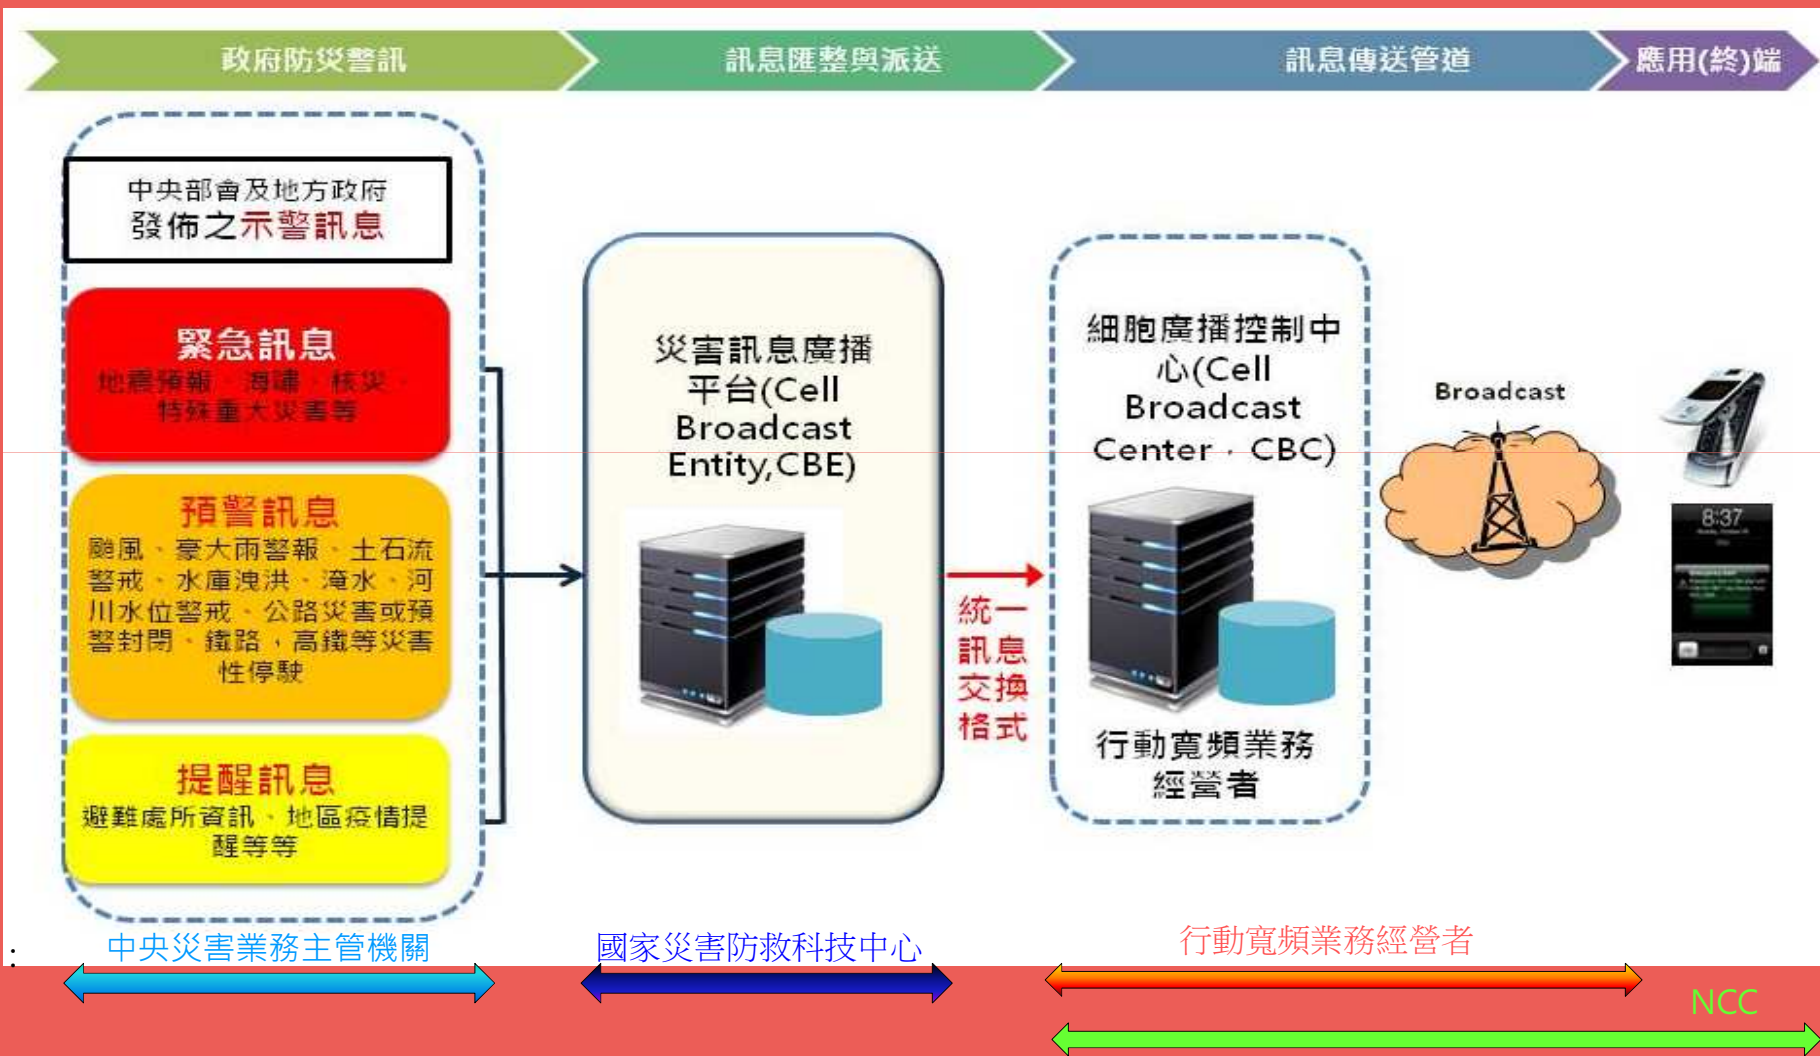 政府防災警訊
訊息匯整與派送
訊息傳送管道
應用(終)端
中央部會及地方政府
發佈之示警訊息
緊急訊息
地震預報、海嘯、核災、
特殊重大災害等
預警訊息
颱風、豪大雨警報、土石流
警戒、水庫洩洪、淹水、河
川水位警戒、公路災害或預
警封閉、鐵路，高鐵等災害
性停駛
提醒訊息
避難處所資訊、地區疫情提
醒等等
災害訊息廣播
平台(Cell
Broadcast
Entity,CBE)
統一
訊息
交換
格式
細胞廣播控制中
心(Cell
Broadcast
Center，CBC)
行動寬頻業務
經營者
Broadcast
8:37
:
中央災害業務主管機關
國家災害防救科技中心
行動寬頻業務經營者
NCC